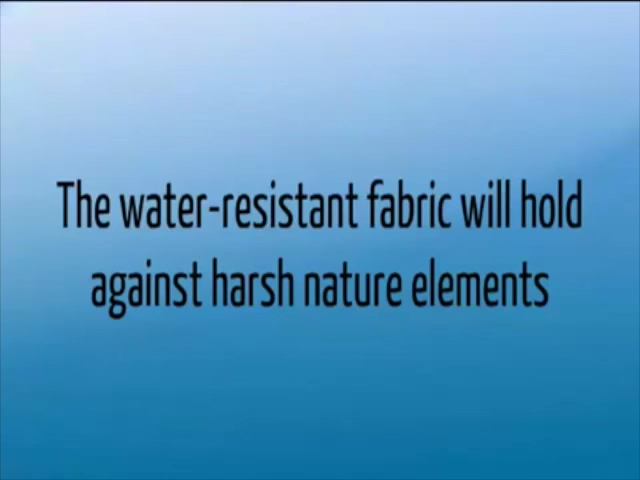 The water-resistant fabric will hold
against harsh nature elements